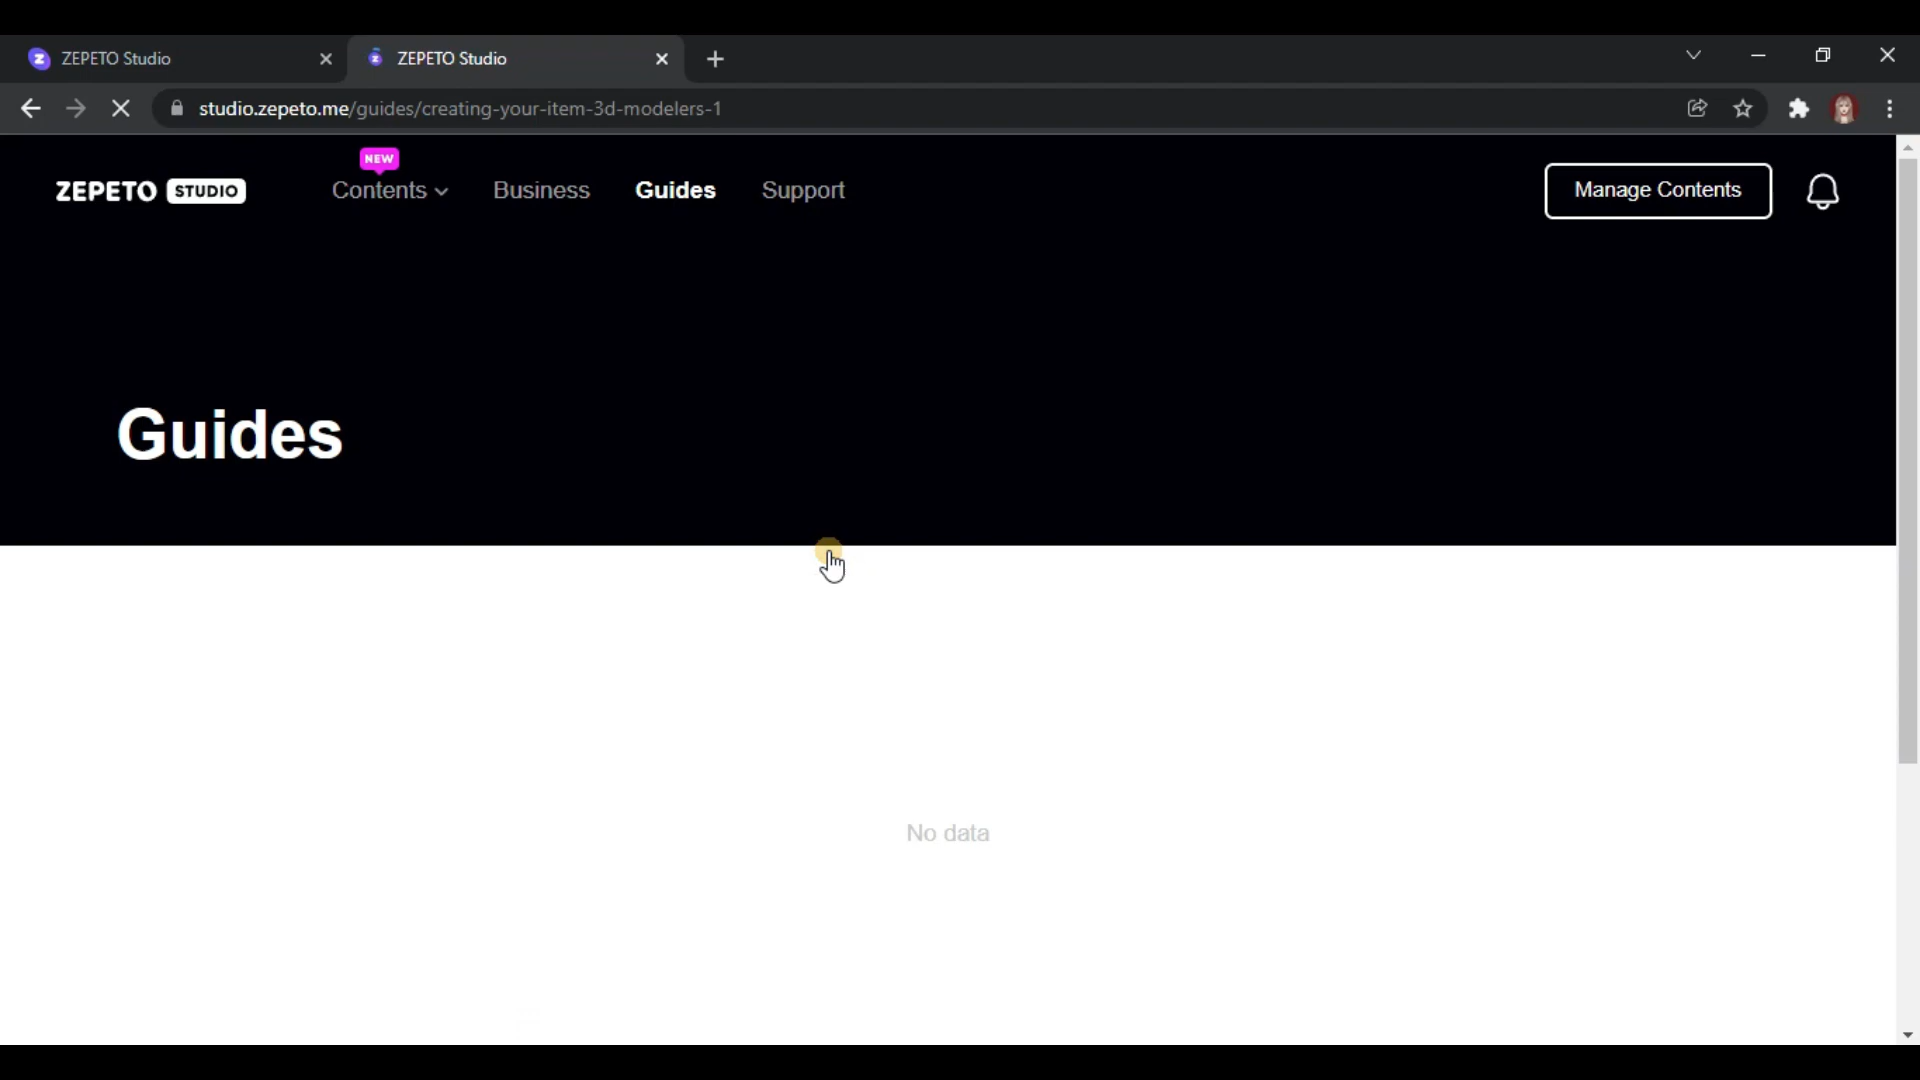 ZEPETO Studio
ZEPETO Studio
studio.zepeto.me/guides/creating-your-item-3d-modelers-1
NEW
ZEPETO STUDIO Contents Business Guides Support Manage Contents
Guides
No data